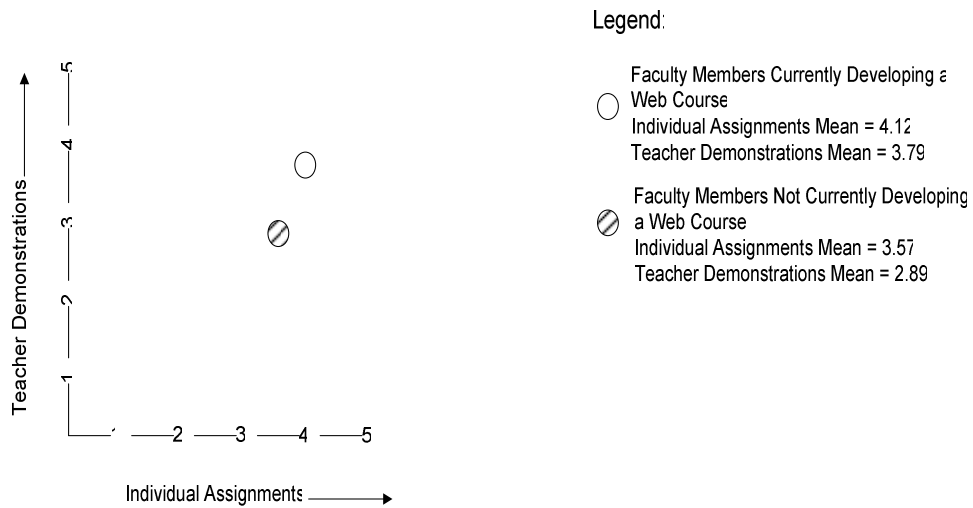 Legend:
Faculty Members Currently Developing a
Web Course
Individual Assignments Mean = 4.12
Teacher Demonstrations Mean = 3.79
Faculty Members Not Currently Developing
a Web Course
Individual Assignments Mean = 3.57
Teacher Demonstrations Mean = 2.89
Teacher Demonstrations
5
4
3
2
1
2 3 4 5
Individual Assignments